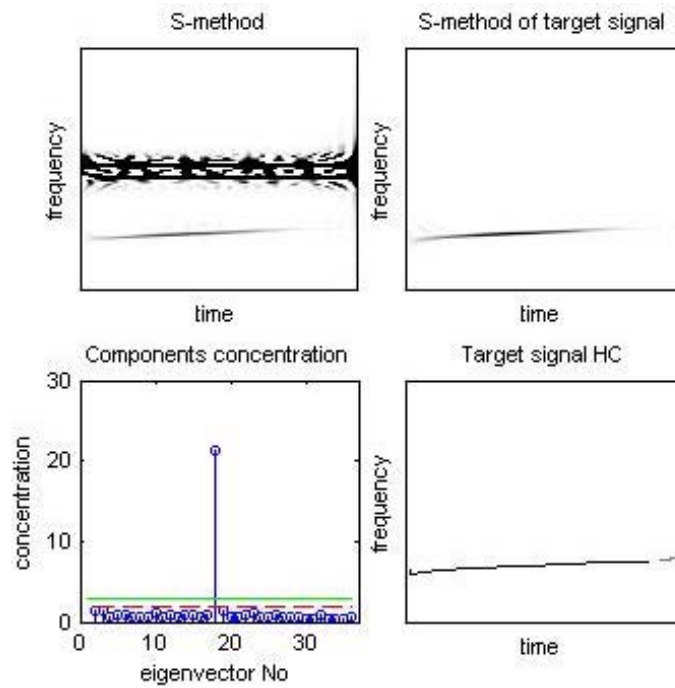 S-method
S-method of target signal
frequency
frequency
time
time
Components concentration
Target signal HC
30
20
10
0
concentration
frequency
0
10
20
30
eigenvector No
time